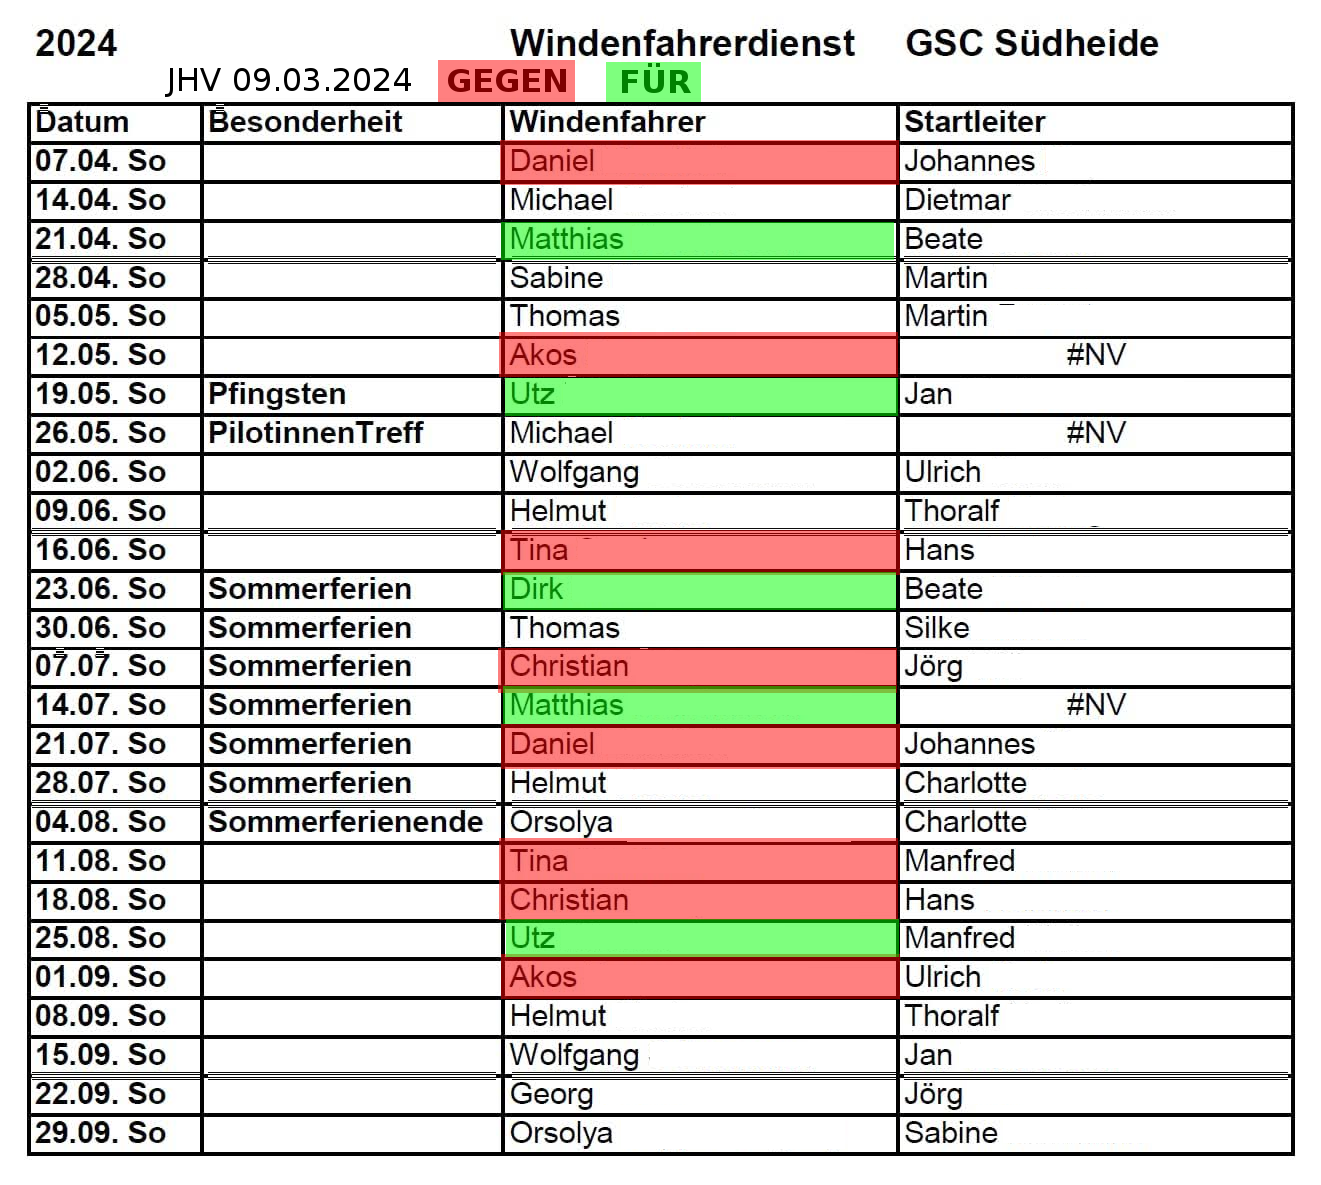 2024 Windenfahrerdienst GSC Südheide
JHV 09.03.2024 GEGEN FÜR
Datum Besonderheit Windenfahrer Startleiter
07.04. So Daniel Johannes
14.04. So Michael Dietmar
21.04. So Matthias Beate
28.04. So Sabine Martin
05.05. So Thomas Martin
12.05. So Akos #NV
19.05. So Pfingsten Utz Jan
26.05. So PilotinnenTreff Michael #NV
02.06. So Wolfgang Ulrich
09.06. So Helmut Thoralf
16.06. So Tina Hans
23.06. So Sommerferien Dirk Beate
30.06. So Sommerferien Thomas Silke
07.07. So Sommerferien Christian Jörg
14.07. So Sommerferien Matthias #NV
21.07. So Sommerferien Daniel Johannes
28.07. So Sommerferien Helmut Charlotte
04.08. So Sommerferienende Orsolya Charlotte
11.08. So Tina Manfred
18.08. So Christian Hans
25.08. So Utz Manfred
01.09. So Akos Ulrich
08.09. So Helmut Thoralf
15.09. So Wolfgang Jan
22.09. So Georg Jörg
29.09. So Orsolya Sabine